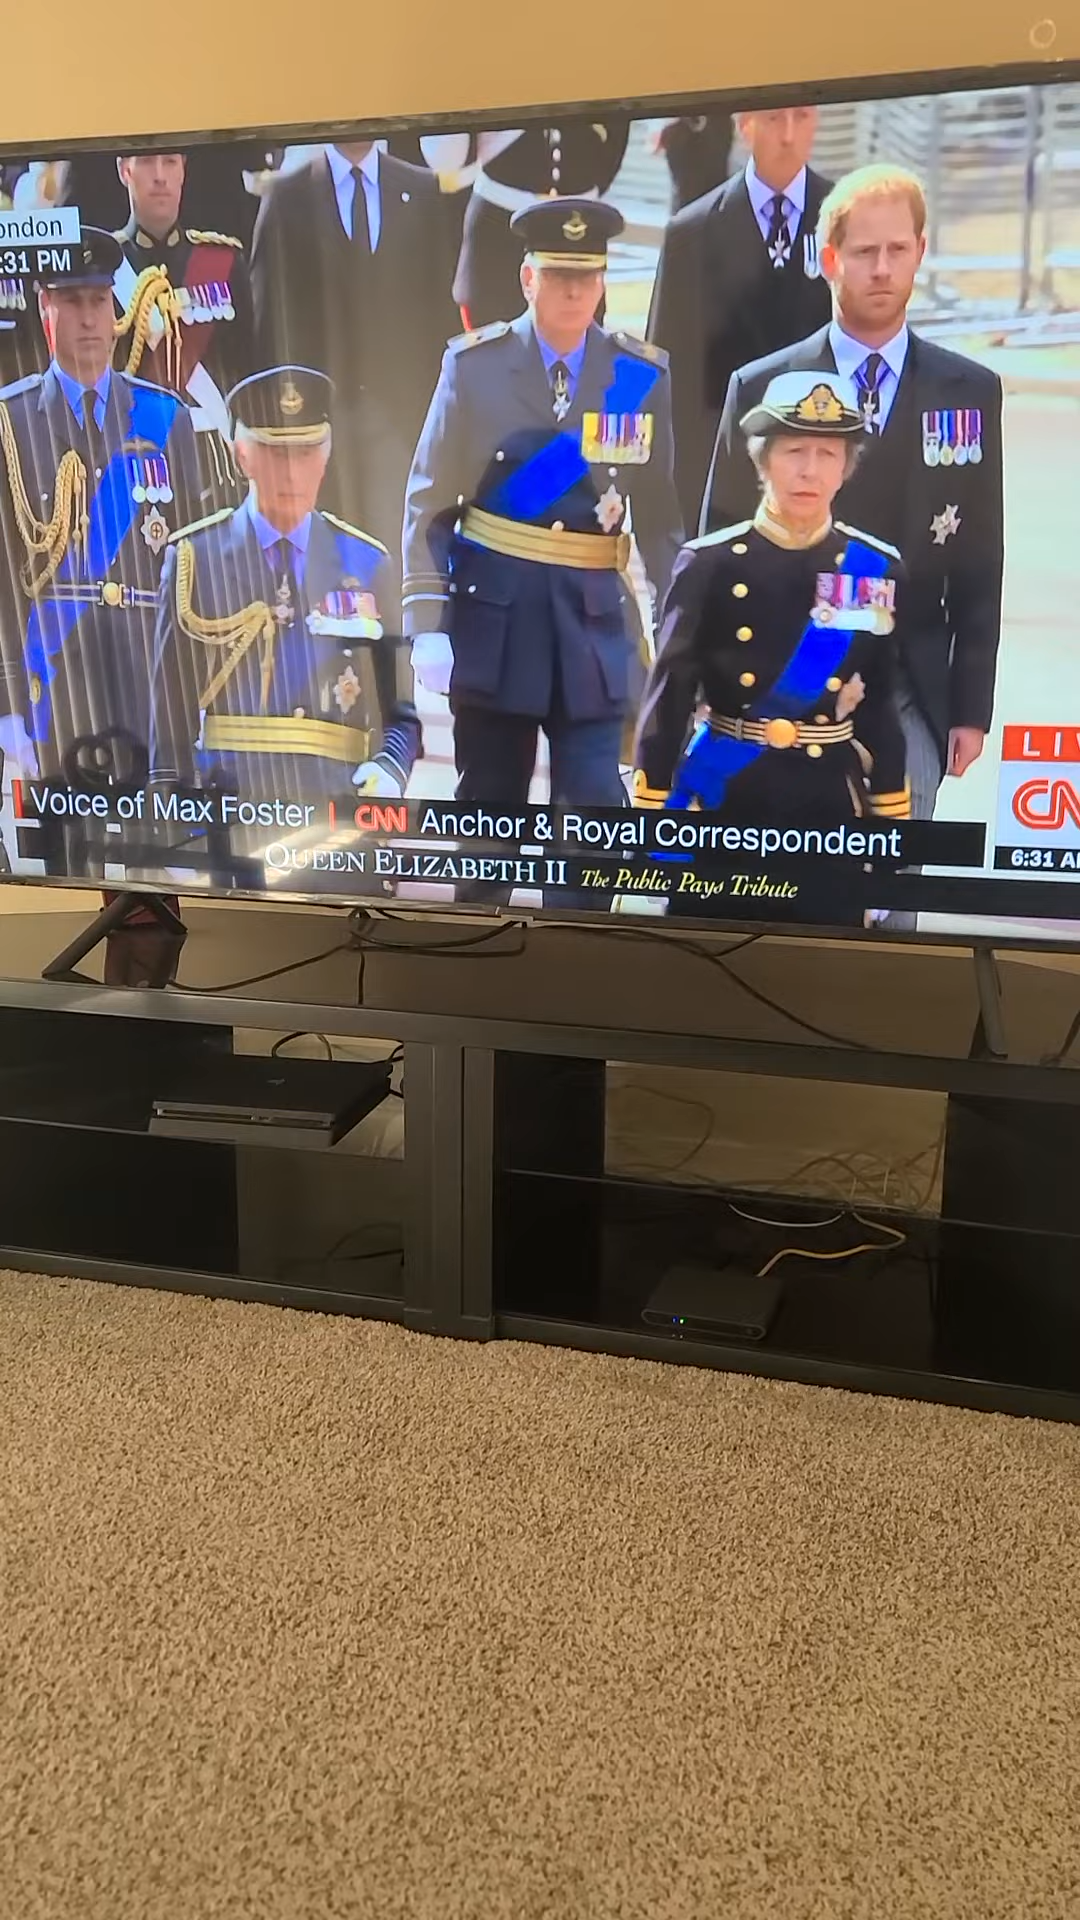 ondon
:31 PM
LIV
CN
6:31 A
Voice of Max Foster | CNN Anchor & Royal Correspondent
QUEEN ELIZABETH II The Public Pays Tribute